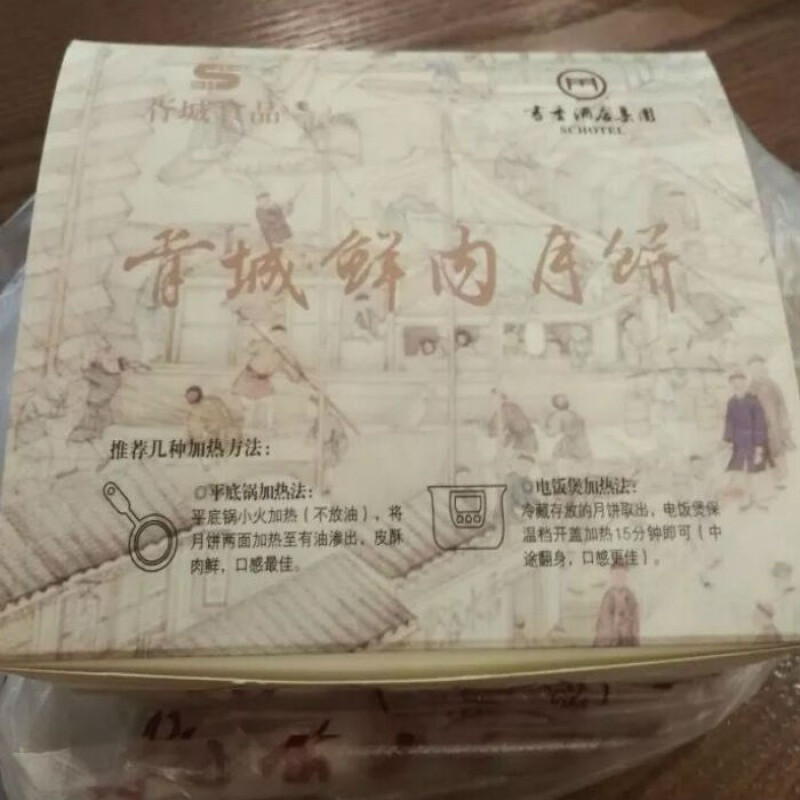 S
胥城食品
酒店集团
SCHOTEL
胥城鲜肉月饼
推荐几种加热方法：
平底锅加热法：
平底锅小火加热（不放油），将
月饼两面加热至有油渗出，皮酥
肉鲜，口感最佳。
电饭煲加热法：
冷藏存放的月饼取出，电饭煲保
温档开盖加热15分钟即可（中
途翻身，口感更佳）。